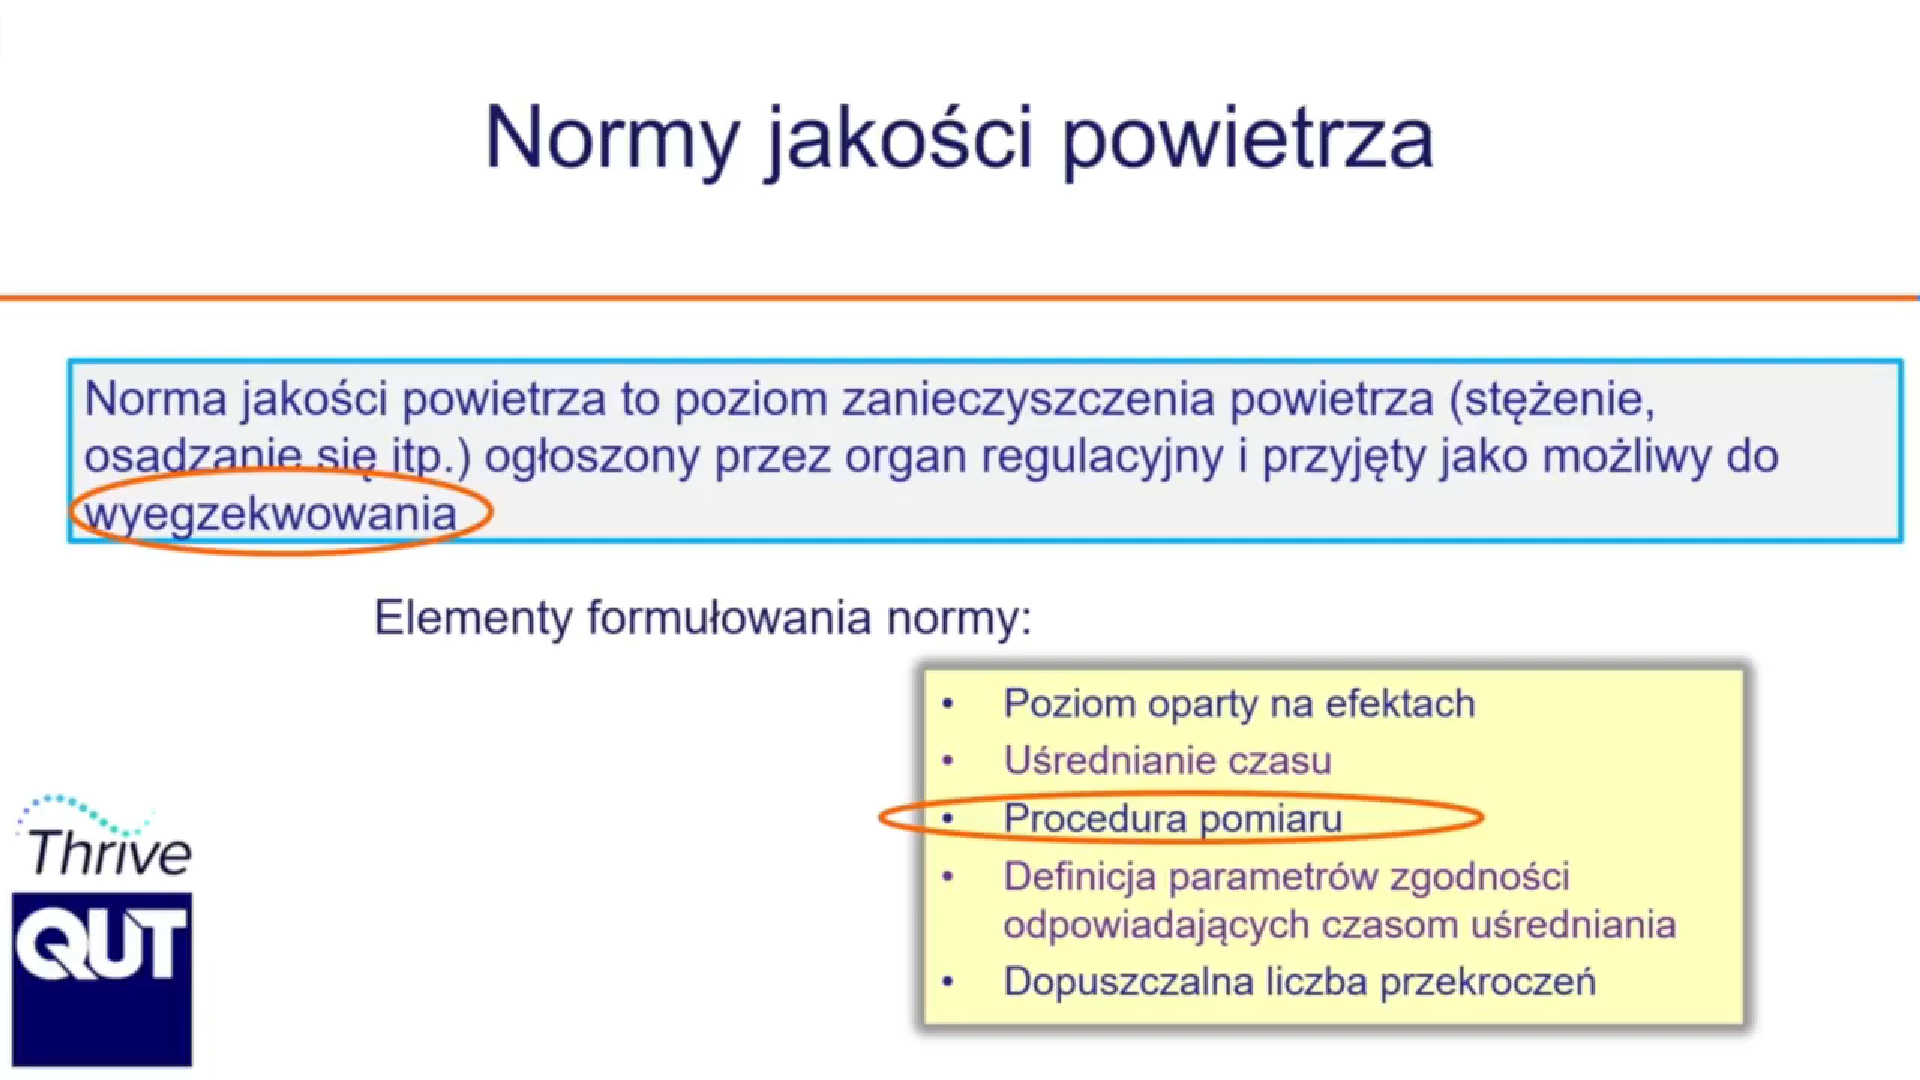 Normy jakości powietrza
Norma jakości powietrza to poziom zanieczyszczenia powietrza (stężenie,
osadzanie się itp.) ogłoszony przez organ regulacyjny i przyjęty jako możliwy do
wyegzekwowania
Elementy formułowania normy:
• Poziom oparty na efektach
• Uśrednianie czasu
• Procedura pomiaru
• Definicja parametrów zgodności
odpowiadających czasom uśredniania
• Dopuszczalna liczba przekroczeń
Thrive
QUT